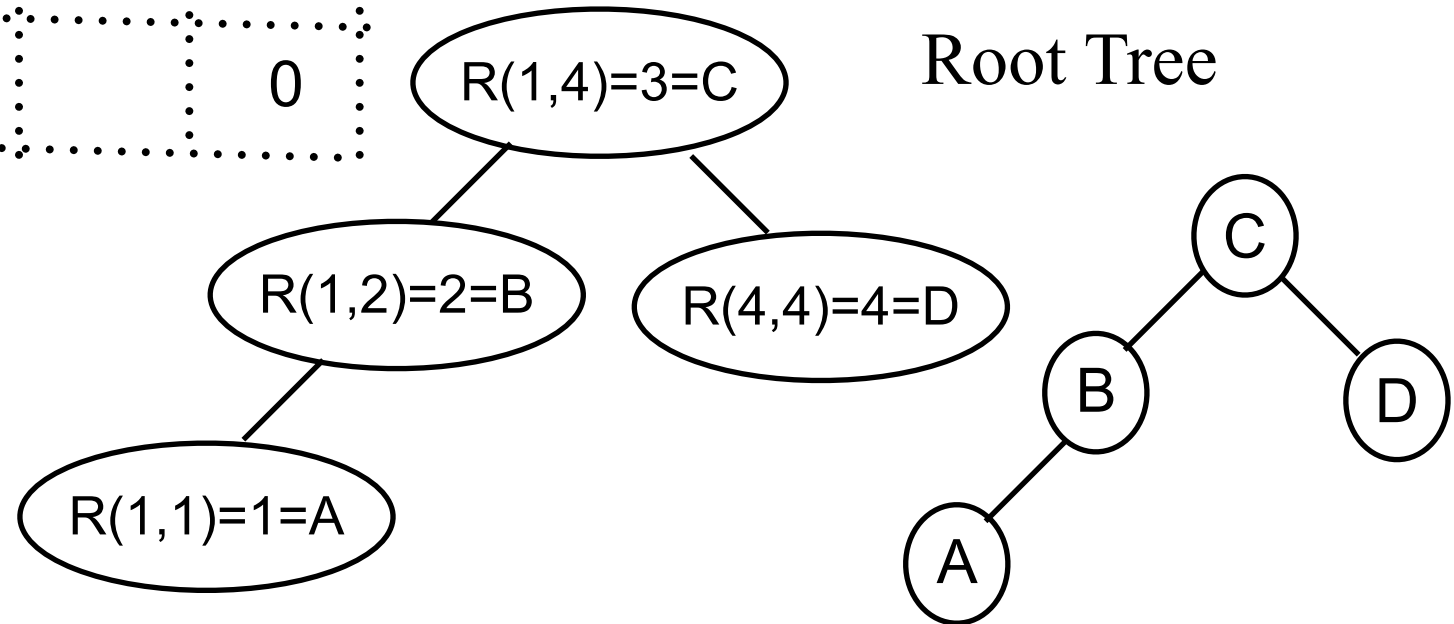 Root Tree
0
R(1,4)=3=C
R(1,2)=2=B
R(4,4)=4=D
R(1,1)=1=A
C
B
D
A